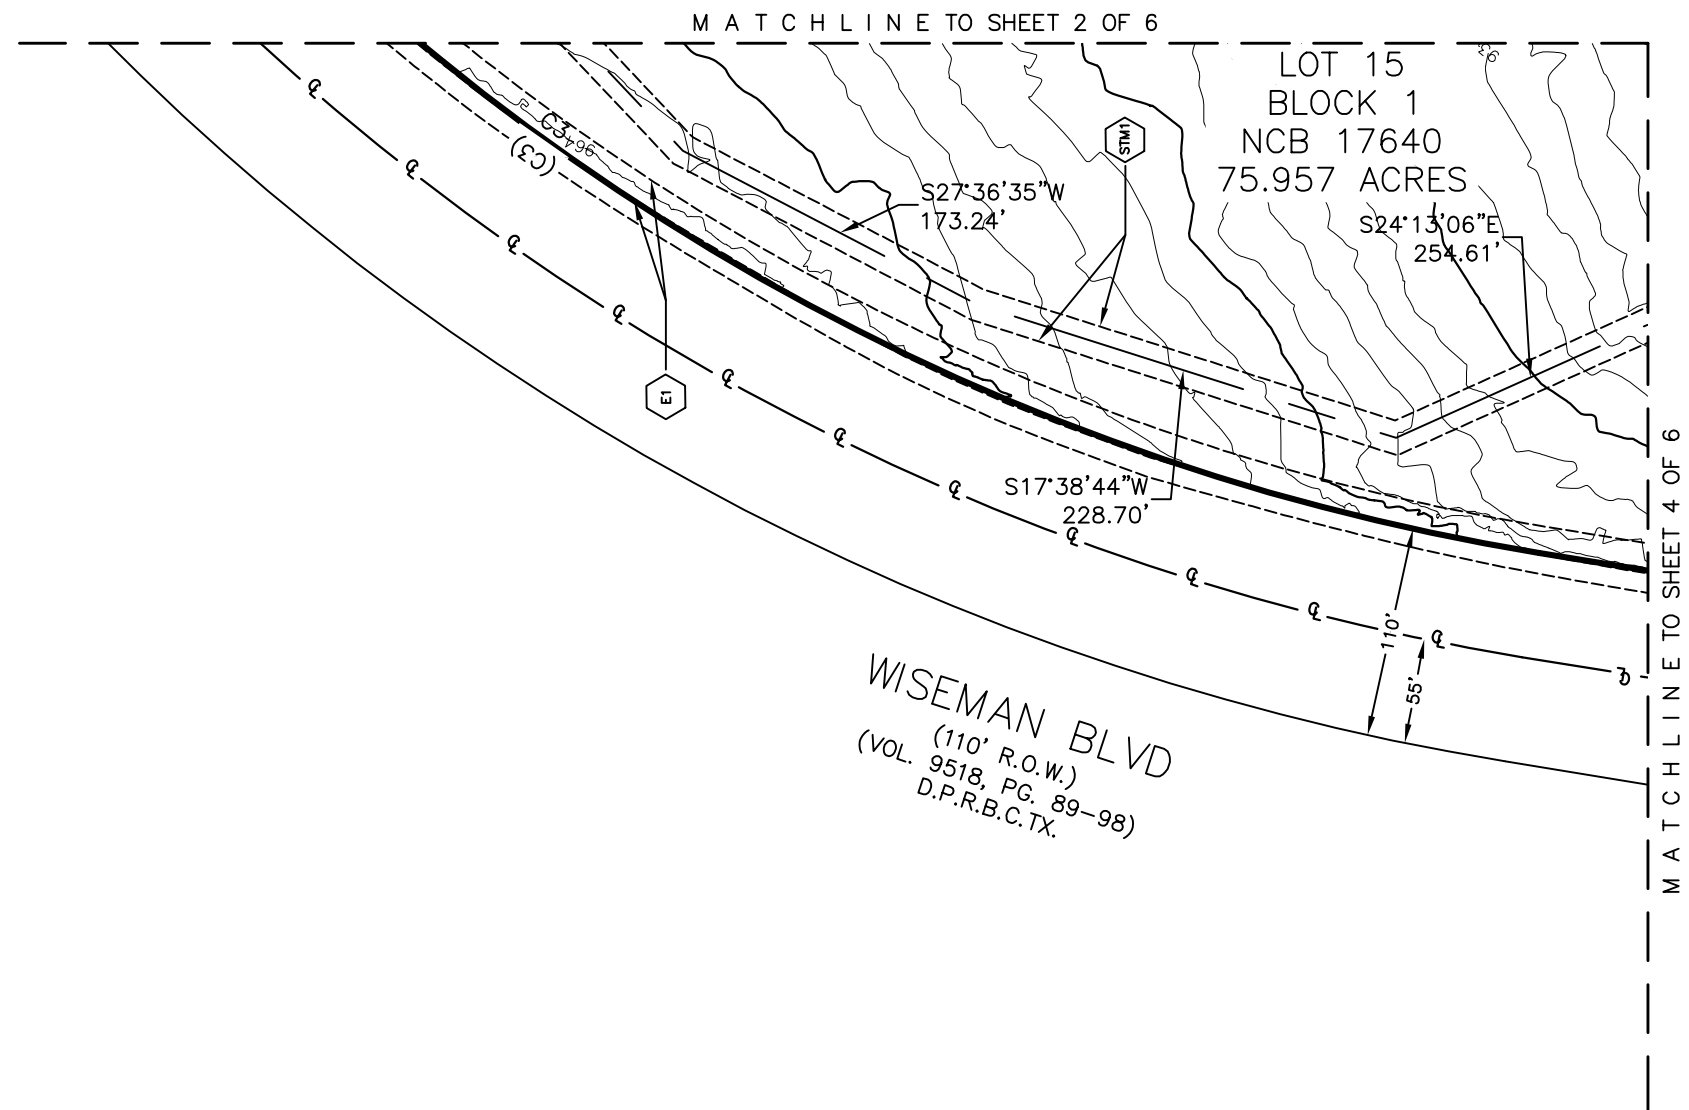 M A T C H L I N E TO SHEET 2 OF 6
LOT 15
BLOCK 1
NCB 17640
75.957 ACRES
C3
(C3)
964
STM1
S27°36'35"W
173.24'
S24°13'06"E
254.61'
E1
S17°38'44"W
228.70'
110'
55'
WISEMAN BLVD
(110' R.O.W.)
(VOL. 9518, PG. 89-98)
D.P.R.B.C.TX.
M A T C H L I N E TO SHEET 4 OF 6